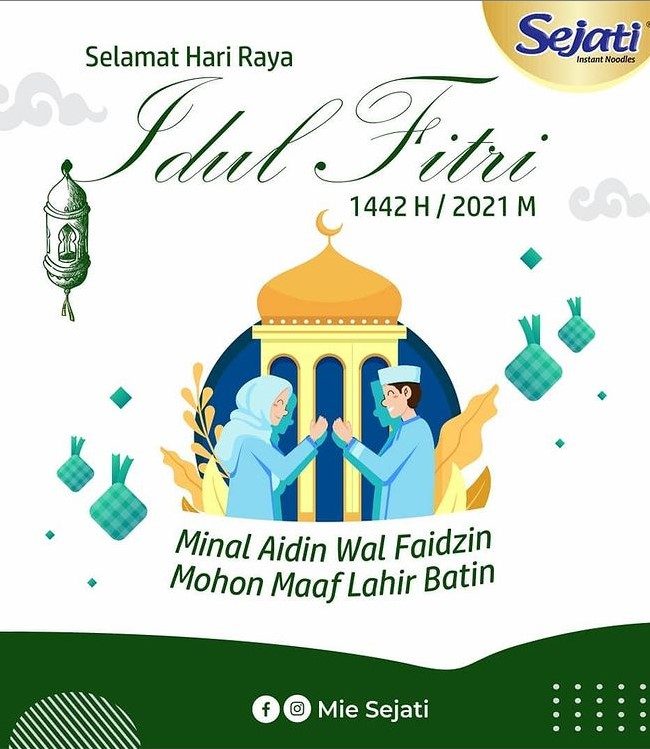 Sejati
Instant Noodles
Selamat Hari Raya
Idul Fitri
1442 H / 2021 M
Minal Aidin Wal Faidzin
Mohon Maaf Lahir Batin
Mie Sejati